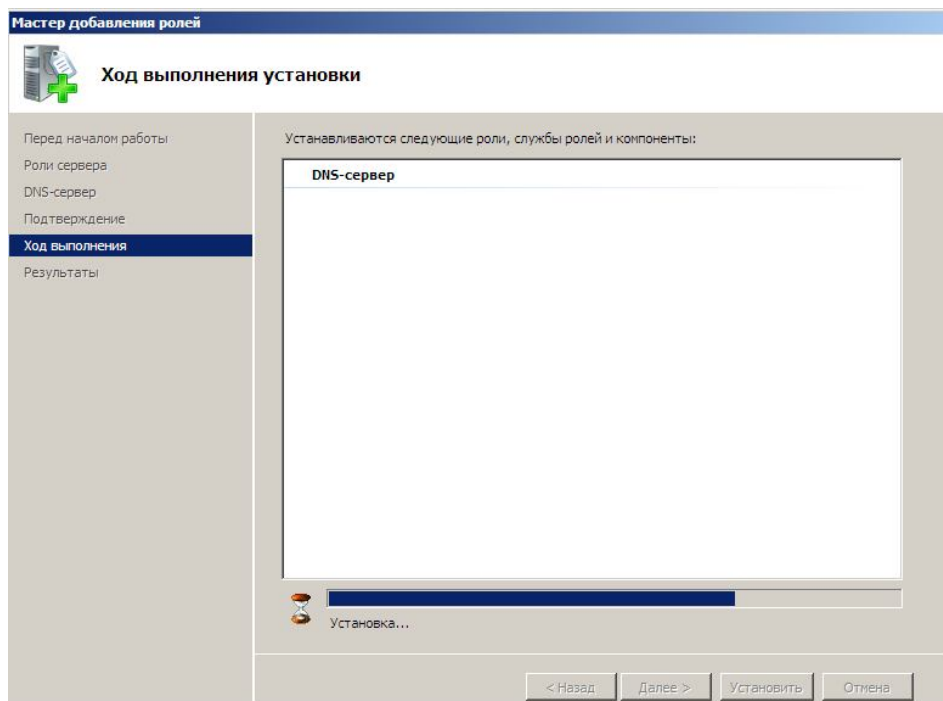 Мастер добавления ролей
Ход выполнения установки
Перед началом работы
Роли сервера
DNS-сервер
Подтверждение
Ход выполнения
Результаты
Устанавливаются следующие роли, службы ролей и компоненты:
DNS-сервер
Установка...
< Назад
Далее >
Установить
Отмена